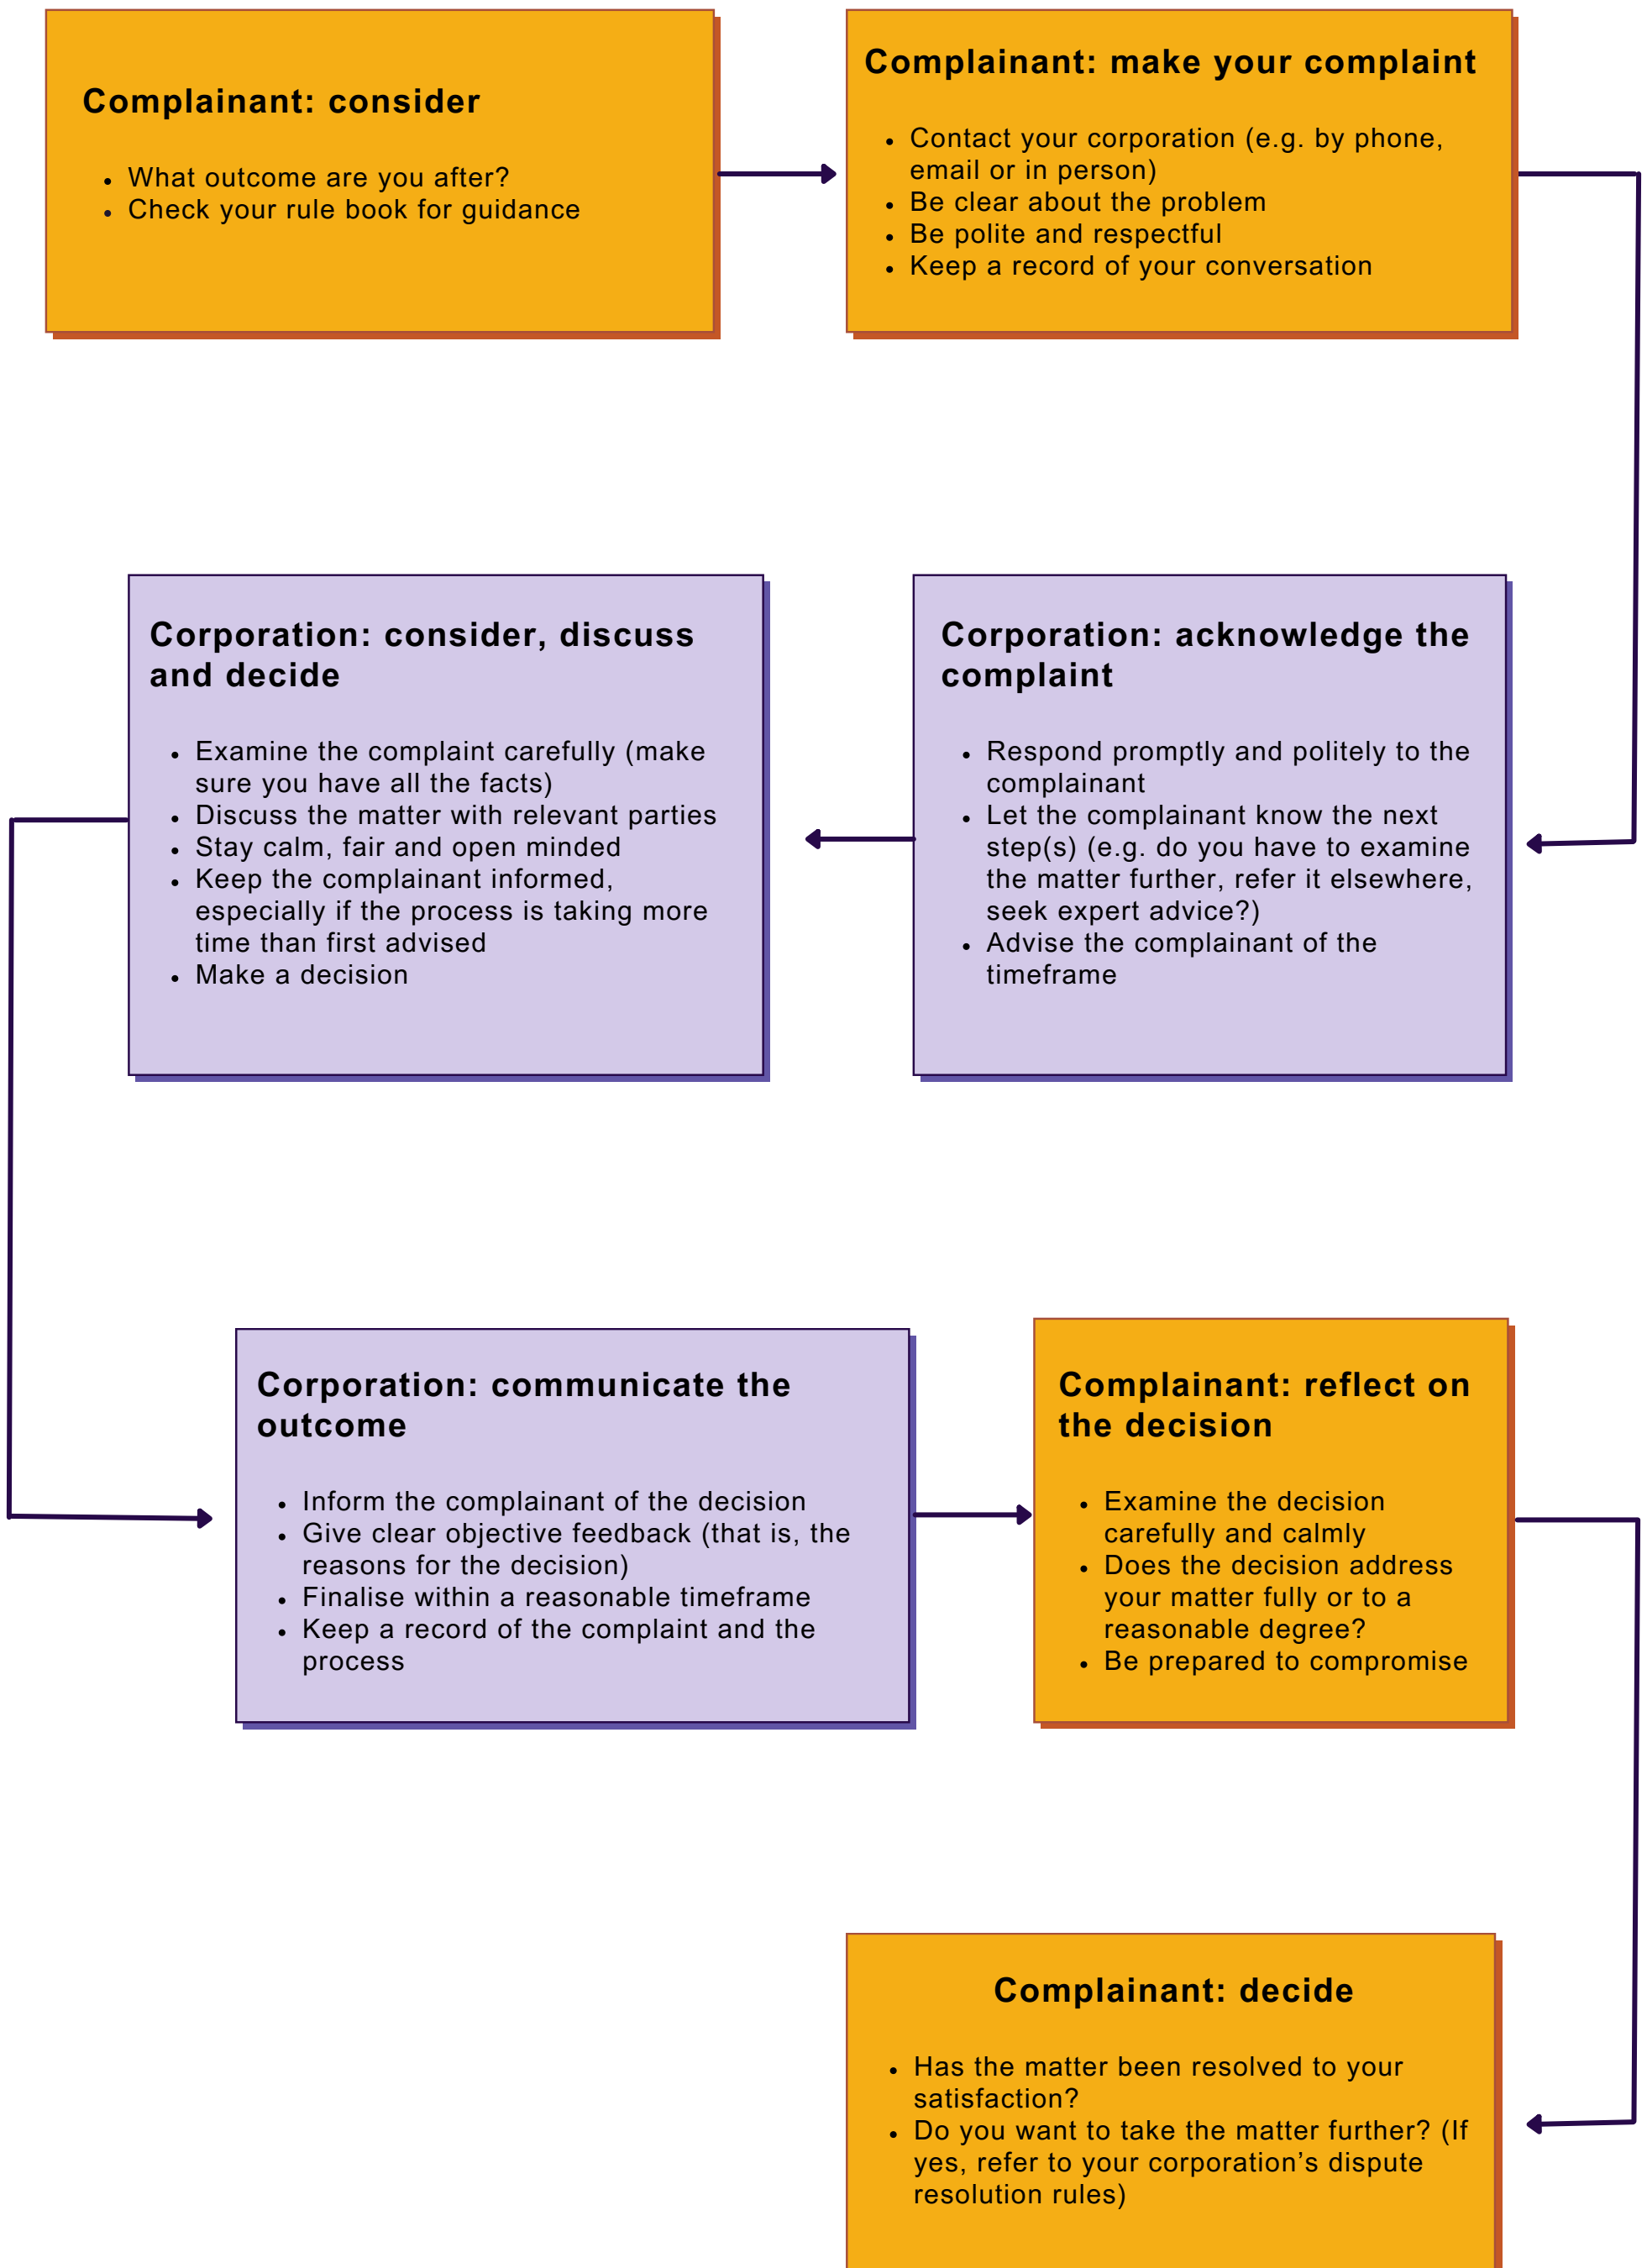 Complainant: consider
• What outcome are you after?
• Check your rule book for guidance
Complainant: make your complaint
• Contact your corporation (e.g. by phone,
email or in person)
• Be clear about the problem
• Be polite and respectful
• Keep a record of your conversation
Corporation: acknowledge the
complaint
• Respond promptly and politely to the
complainant
• Let the complainant know the next
step(s) (e.g. do you have to examine
the matter further, refer it elsewhere,
seek expert advice?)
• Advise the complainant of the
timeframe
Corporation: consider, discuss
and decide
• Examine the complaint carefully (make
sure you have all the facts)
• Discuss the matter with relevant parties
• Stay calm, fair and open minded
• Keep the complainant informed,
especially if the process is taking more
time than first advised
• Make a decision
Corporation: communicate the
outcome
• Inform the complainant of the decision
• Give clear objective feedback (that is, the
reasons for the decision)
• Finalise within a reasonable timeframe
• Keep a record of the complaint and the
process
Complainant: reflect on
the decision
• Examine the decision
carefully and calmly
• Does the decision address
your matter fully or to a
reasonable degree?
• Be prepared to compromise
Complainant: decide
• Has the matter been resolved to your
satisfaction?
• Do you want to take the matter further? (If
yes, refer to your corporation’s dispute
resolution rules)